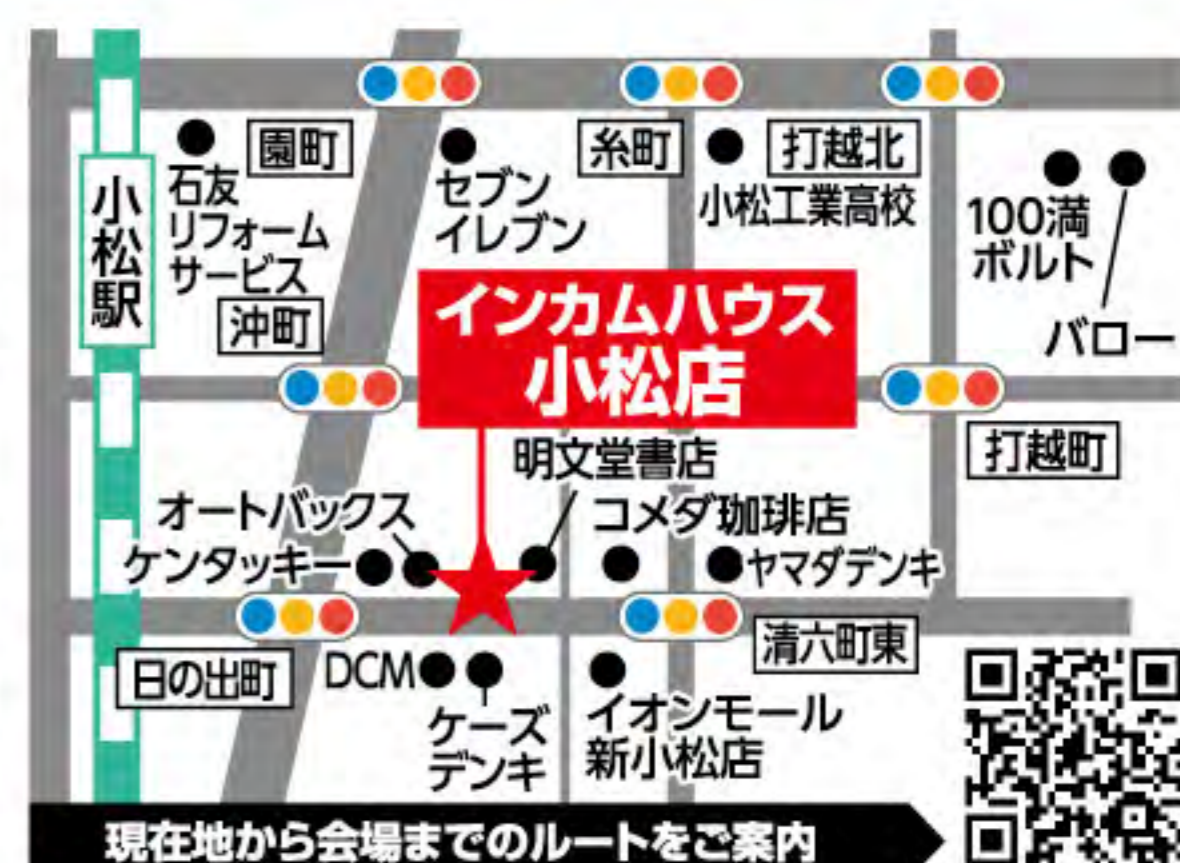 園町
糸町
打越北
石友
リフォーム
サービス
セブン
イレブン
小松工業高校
100満
ボルト
バロー
小松駅
沖町
インカムハウス
小松店
打越町
明文堂書店
オートバックス
コメダ珈琲店
ケンタッキー
ヤマダデンキ
日の出町
DCM
清六町東
ケーズ
デンキ
イオンモール
新小松店
現在地から会場までのルートをご案内